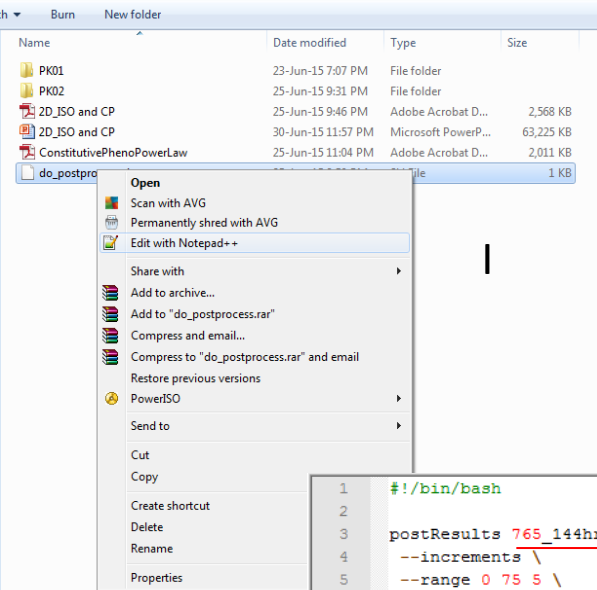 Burn New folder
Name Date modified Type Size
PK01 23-Jun-15 7:07 PM File folder
PK02 25-Jun-15 9:31 PM File folder
2D_ISO and CP 25-Jun-15 9:46 PM Adobe Acrobat D... 2,568 KB
2D_ISO and CP 30-Jun-15 11:57 PM Microsoft PowerP... 63,225 KB
ConstitutivePhenoPowerLaw 25-Jun-15 11:04 PM Adobe Acrobat D... 2,011 KB
do_postpro 1 KB
Open
Scan with AVG
Permanently shred with AVG
Edit with Notepad++
Share with
Add to archive...
Add to "do_postprocess.rar"
Compress and email...
Compress to "do_postprocess.rar" and email
Restore previous versions
PowerISO
Send to
Cut
Copy
Create shortcut
Delete
Rename
Properties
1 #!/bin/bash
2
3 postResults 765_144h
4 --increments \
5 --range 0 75 5 \